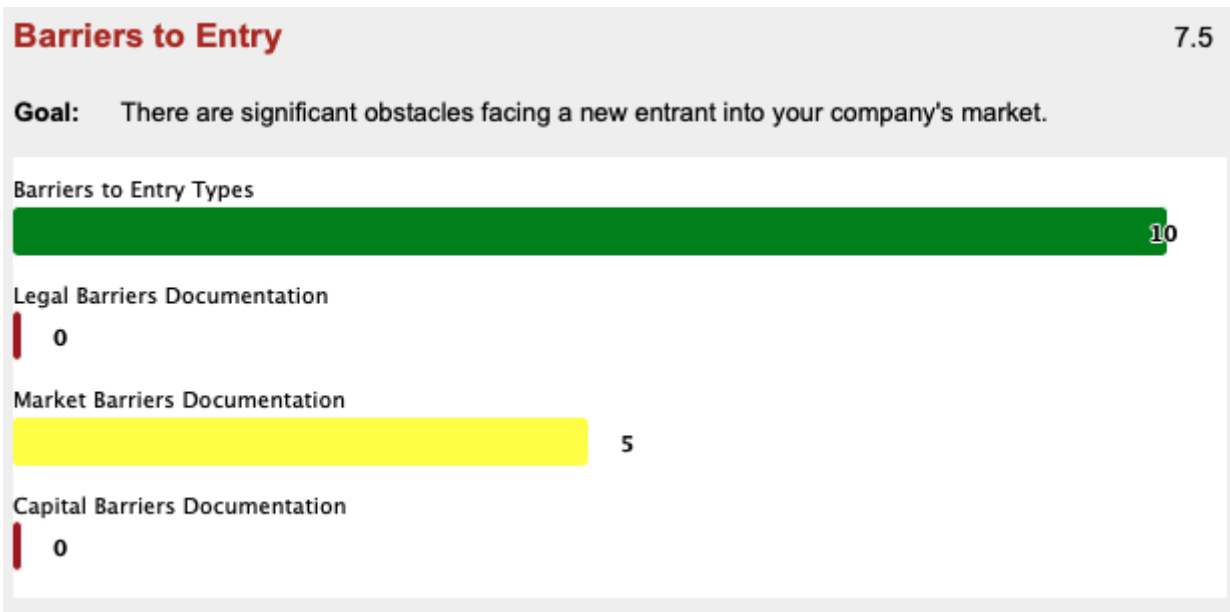 Barriers to Entry 7.5
Goal: There are significant obstacles facing a new entrant into your company's market.
Barriers to Entry Types
10
Legal Barriers Documentation
0
Market Barriers Documentation
5
Capital Barriers Documentation
0